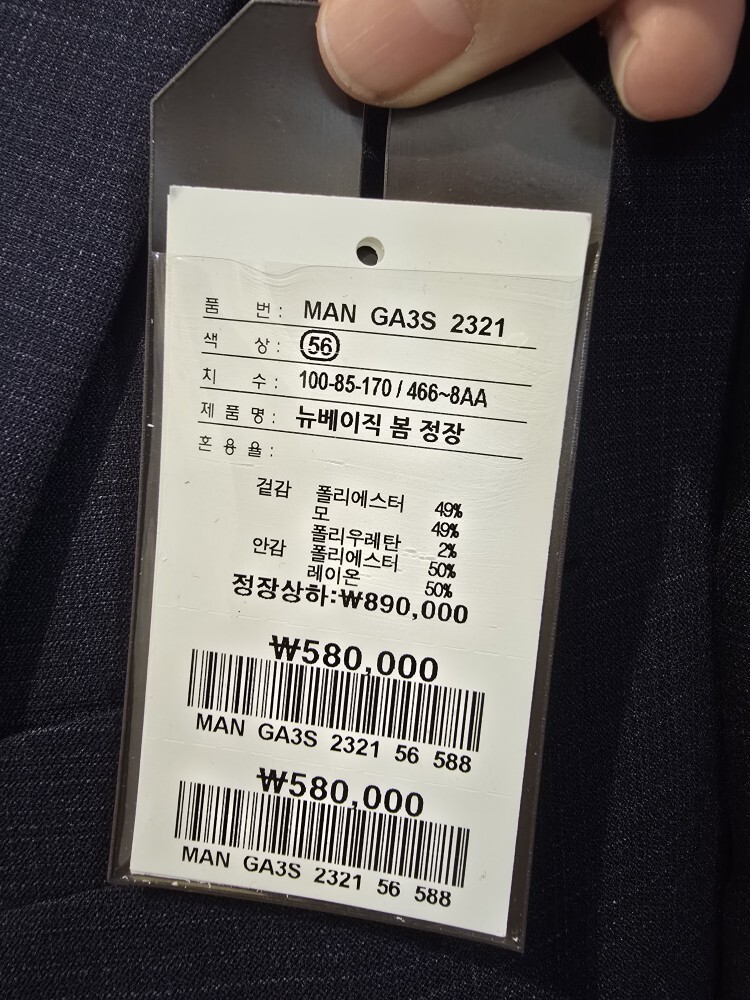 품 번 : MAN GA3S 2321
색 상 : 56
치 수 : 100-85-170 / 466~8AA
제 품 명 : 뉴베이직 봄 정장
혼 용 율 :
겉감 폴리에스터 49%
모 49%
폴리우레탄 2%
안감 폴리에스터 50%
레이온 50%
정장상하:₩890,000
₩580,000
MAN GA3S 2321 56 588
₩580,000
MAN GA3S 2321 56 588